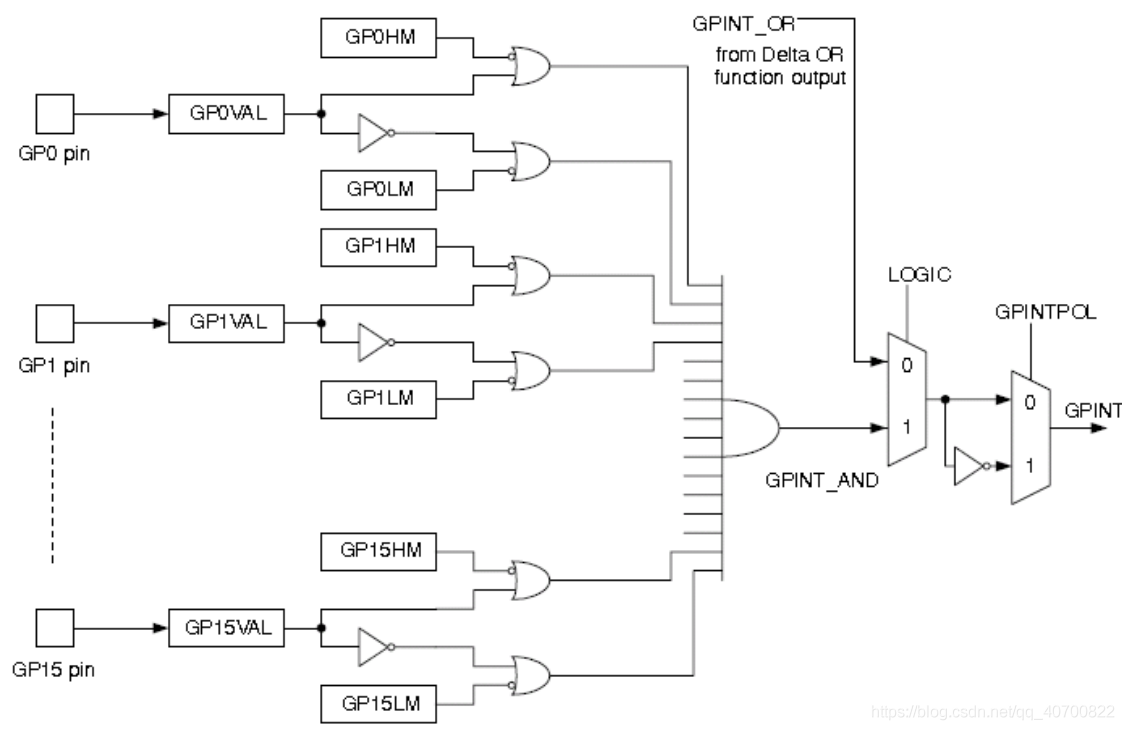 GP0HM
GPINT_OR
from Delta OR
function output
GP0VAL
GP0 pin
GP0LM
GP1HM
LOGIC
GP1VAL
GPINTPOL
GP1 pin
0
GP1LM
0
GPINT
1
1
GPINT_AND
GP15HM
GP15VAL
GP15 pin
GP15LM
https://blog.csdn.net/qq_40700822